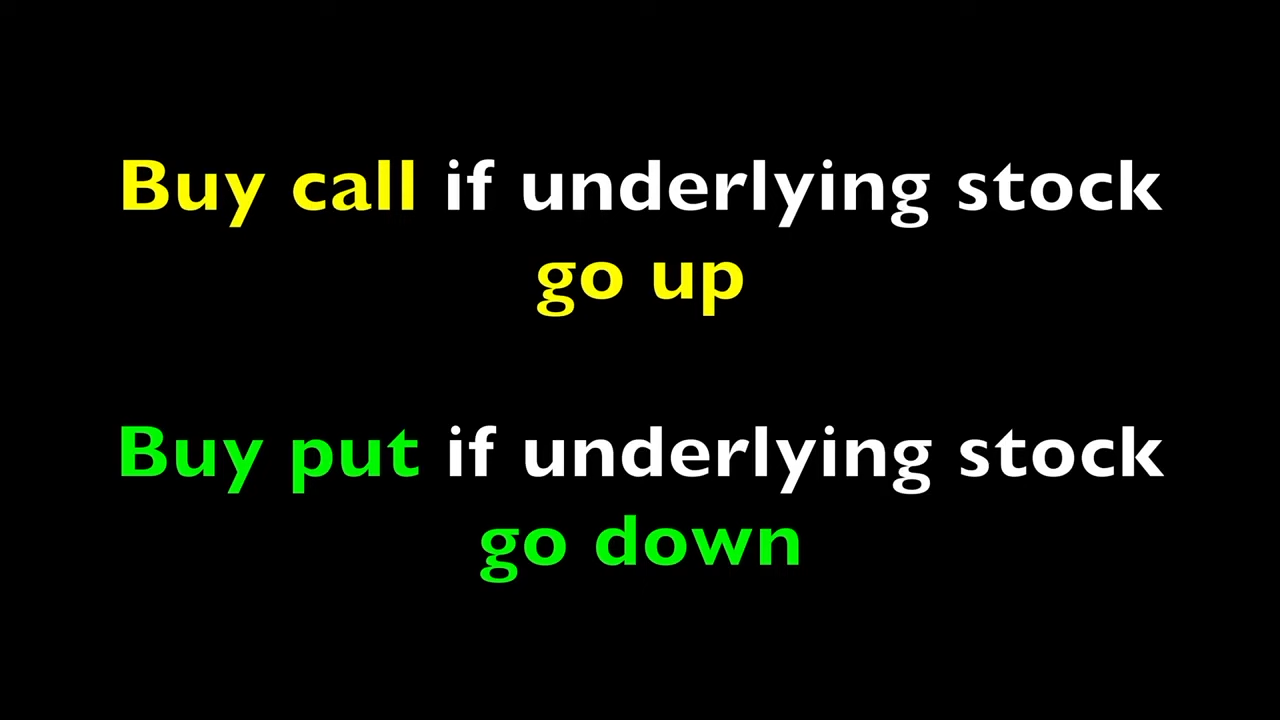 Buy call if underlying stock
go up
Buy put if underlying stock
go down